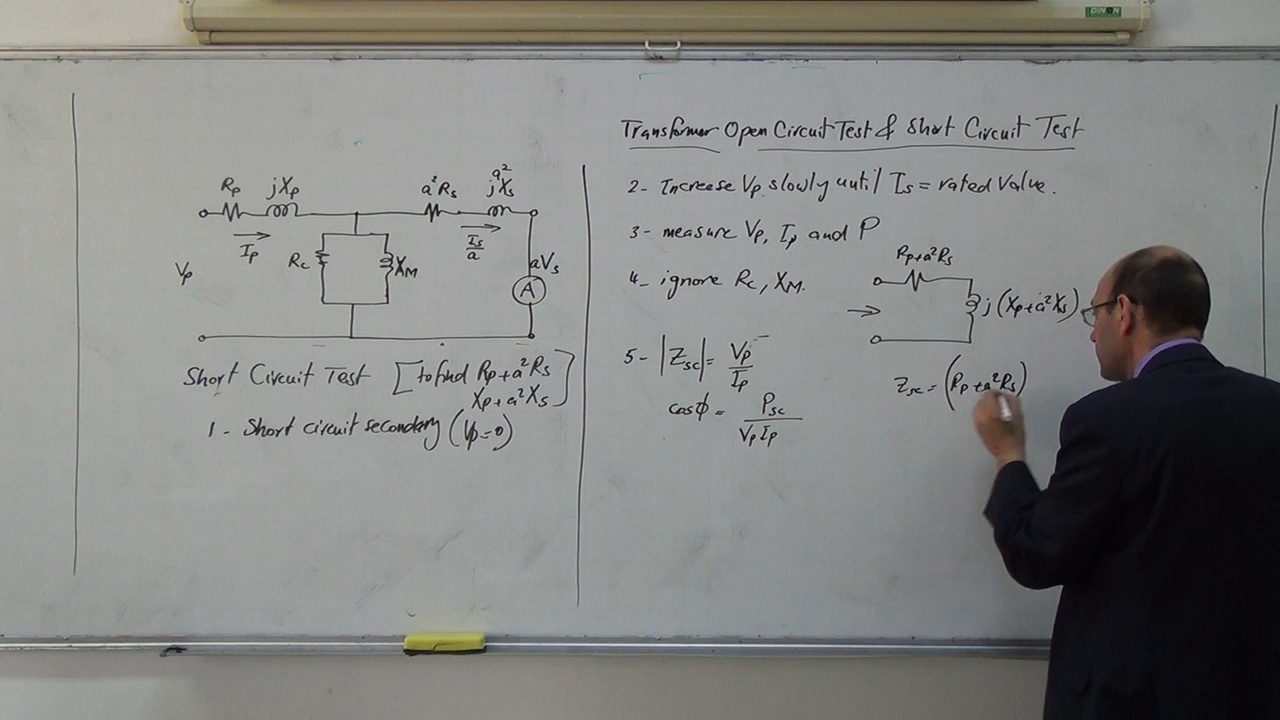 DINON
Transformer Open Circuit Test & Short Circuit Test
Rp jXp a²Rs ja²Xs
Ip Is/a
Vp Rc XM aVs
A
Short Circuit Test [to find Rp+a²Rs
Xp+a²Xs]
1 - Short circuit secondary (Vp=0)
2- Increase Vp slowly until Is = rated Value.
3- measure Vp, Ip and P
4- ignore Rc, XM.
Rp+a²Rs
j(Xp+a²Xs)
5- |Zsc| = Vp/Ip
cosϕ = Psc/VpIp
Zsc = (Rp+a²Rs)